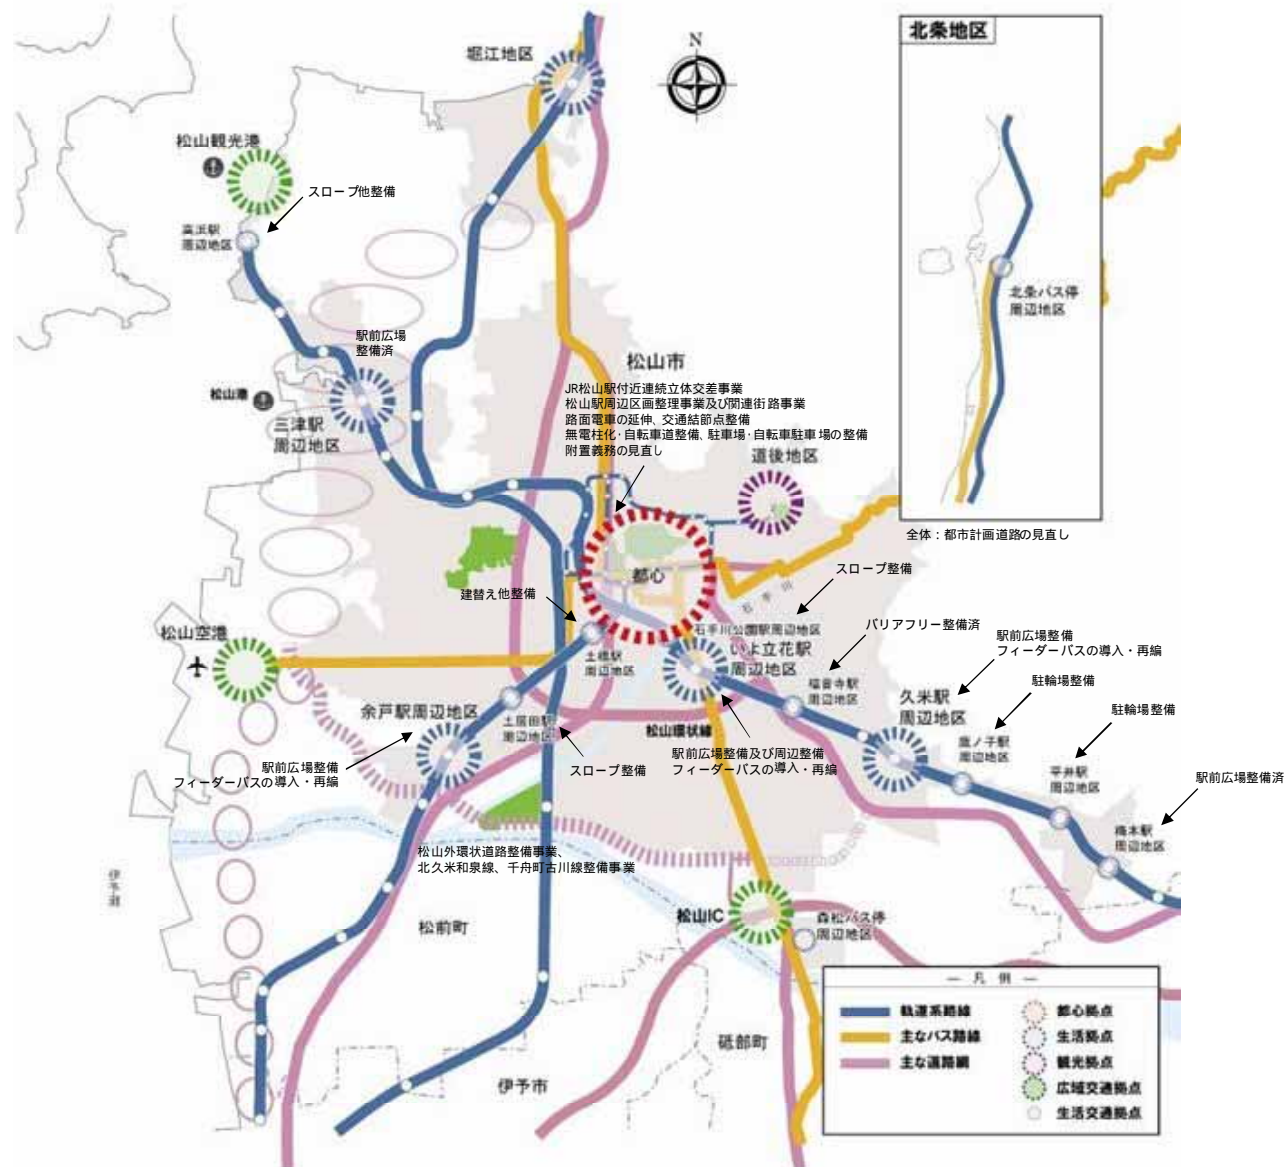 北条地区
N
堀江地区
松山観光港
スロープ他整備
高浜駅
周辺地区
北条バス停
周辺地区
駅前広場
整備済
松山市
松山港
三津駅
周辺地区
JR松山駅付近連続立体交差事業
松山駅周辺区画整理事業及び関連街路事業
路面電車の延伸、交通結節点整備
無電柱化・自転車道整備、駐車場・自転車駐車場の整備
附置義務の見直し
道後地区
全体：都市計画道路の見直し
都心
スロープ整備
石手川
建替え他整備
松山空港
石手川公園駅周辺地区
バリアフリー整備済
いよ立花駅
周辺地区
駅前広場整備
フィーダーバスの導入・再編
土橋駅
周辺地区
福音寺駅
周辺地区
駐輪場整備
久米駅
周辺地区
余戸駅周辺地区
土居田駅
周辺地区
松山環状線
駐輪場整備
鷹ノ子駅
周辺地区
駅前広場整備及び周辺整備
フィーダーバスの導入・再編
スロープ整備
駅前広場整備
フィーダーバスの導入・再編
平井駅
周辺地区
駅前広場整備済
梅本駅
周辺地区
松山外環状道路整備事業、
北久米和泉線、千舟町古川線整備事業
伊予灘
松前町
松山IC
森松バス停
周辺地区
砥部町
伊予市
― 凡 例 ―
軌道系路線
主なバス路線
主な道路網
都心拠点
生活拠点
観光拠点
広域交通拠点
生活交通拠点